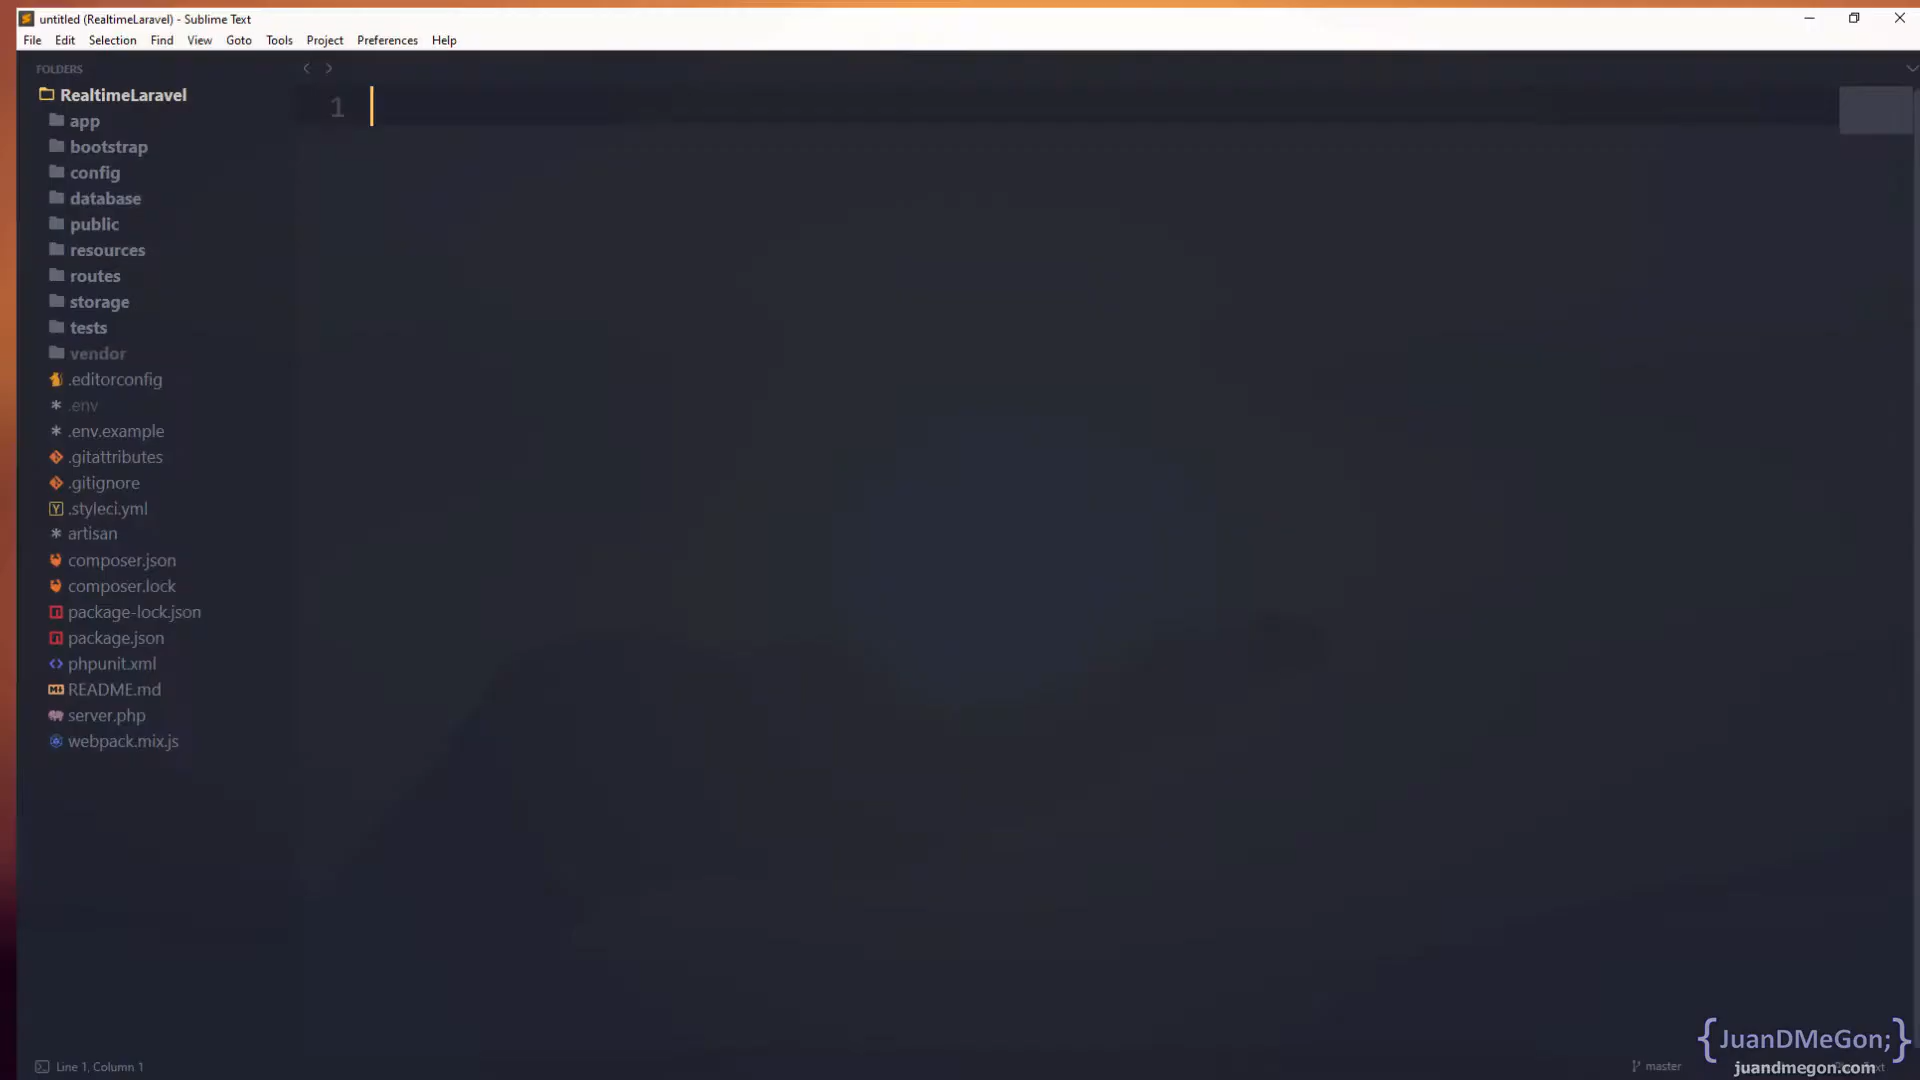 untitled (RealtimeLaravel) - Sublime Text
File Edit Selection Find View Goto Tools Project Preferences Help
FOLDERS
RealtimeLaravel
1
app
bootstrap
config
database
public
resources
routes
storage
tests
vendor
.editorconfig
.env
.env.example
.gitattributes
.gitignore
.styleci.yml
artisan
composer.json
composer.lock
package-lock.json
package.json
phpunit.xml
README.md
server.php
webpack.mix.js
{JuanDMeGon;}
Line 1, Column 1
master
juandmegon.com